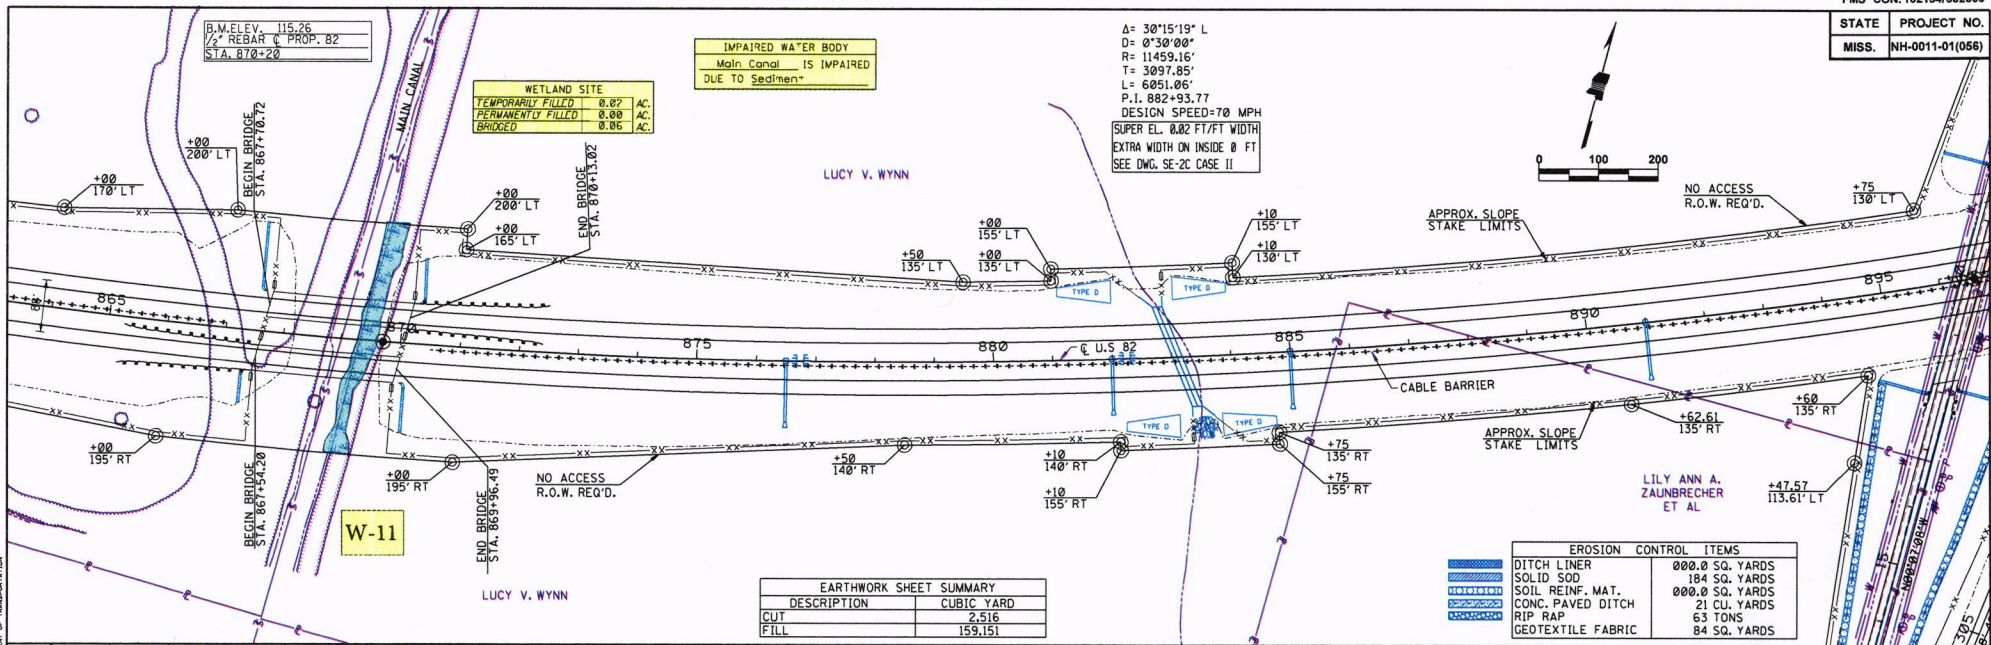 STATE PROJECT NO.
MISS. NH-0011-01(056)
B.M.ELEV. 115.26
1/2" REBAR ℄ PROP. 82
STA. 870+20
IMPAIRED WATER BODY
Main Canal IS IMPAIRED
DUE TO Sediment
WETLAND SITE
TEMPORARILY FILLED 0.07 AC.
PERMANENTLY FILLED 0.00 AC.
BRIDGED 0.06 AC.
Δ= 30°15'19" L
D= 0°30'00"
R= 11459.16'
T= 3097.85'
L= 6051.06'
P.I. 882+93.77
DESIGN SPEED=70 MPH
SUPER EL. 0.02 FT/FT WIDTH
EXTRA WIDTH ON INSIDE 0 FT
SEE DWG. SE-2C CASE II
0 100 200
MAIN CANAL
BEGIN BRIDGE
STA. 867+70.72
END BRIDGE
STA. 870+13.02
LUCY V. WYNN
+00
170' LT
+00
200' LT
+00
200' LT
+00
165' LT
+50
135' LT
+00
155' LT
+00
135' LT
+10
155' LT
+10
130' LT
APPROX. SLOPE
STAKE LIMITS
NO ACCESS
R.O.W. REQ'D.
+75
130' LT
TYPE D
TYPE D
865
870
875
880
885
890
895
℄ U.S 82
CABLE BARRIER
TYPE D
TYPE D
+00
195' RT
BEGIN BRIDGE
STA. 867+54.20
+00
195' RT
END BRIDGE
STA. 869+96.49
NO ACCESS
R.O.W. REQ'D.
+50
140' RT
+10
140' RT
+10
155' RT
+75
135' RT
+75
155' RT
APPROX. SLOPE
STAKE LIMITS
+62.61
135' RT
+60
135' RT
+47.57
113.61' LT
W-11
LUCY V. WYNN
LILY ANN A.
ZAUNBRECHER
ET AL
N00°07'08"W
15
305
EARTHWORK SHEET SUMMARY
DESCRIPTION CUBIC YARD
CUT 2,516
FILL 159,151
EROSION CONTROL ITEMS
DITCH LINER 000.0 SQ. YARDS
SOLID SOD 184 SQ. YARDS
SOIL REINF. MAT. 000.0 SQ. YARDS
CONC. PAVED DITCH 21 CU. YARDS
RIP RAP 63 TONS
GEOTEXTILE FABRIC 84 SQ. YARDS